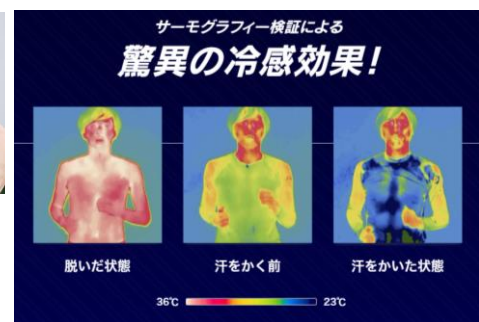 サーモグラフィー検証による
驚異の冷感効果!
脱いだ状態
汗をかく前
汗をかいた状態
36℃
23℃